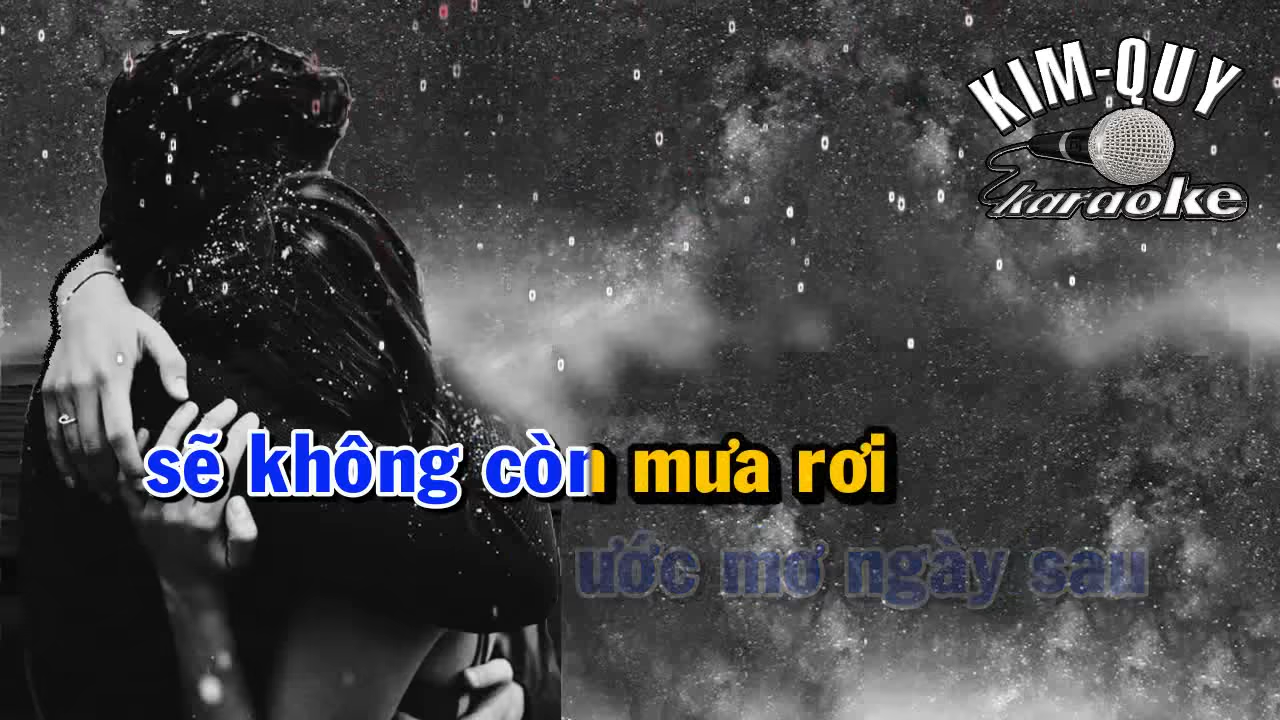 KIM-QUY
karaoke
sẽ không còn mưa rơi
ước mơ ngày sau